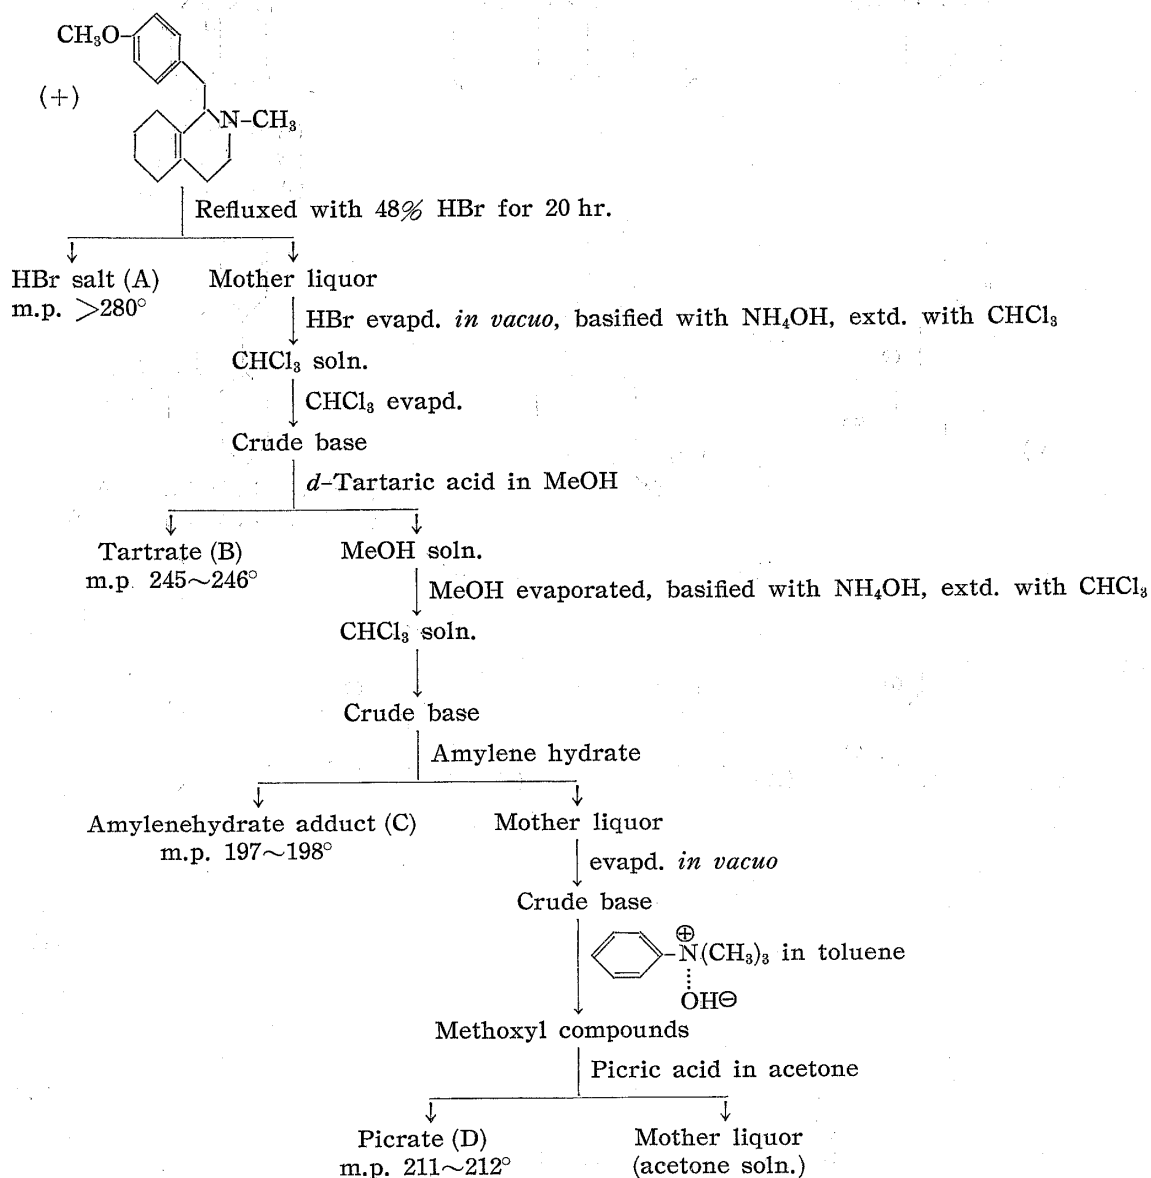 CH₃O-
(+)
N-CH₃
Refluxed with 48% HBr for 20 hr.
HBr salt (A) Mother liquor
m.p. >280°
HBr evapd. in vacuo, basified with NH₄OH, extd. with CHCl₃
CHCl₃ soln.
CHCl₃ evapd.
Crude base
d-Tartaric acid in MeOH
Tartrate (B) MeOH soln.
m.p. 245~246°
MeOH evaporated, basified with NH₄OH, extd. with CHCl₃
CHCl₃ soln.
Crude base
Amylene hydrate
Amylenehydrate adduct (C) Mother liquor
m.p. 197~198°
evapd. in vacuo
Crude base
⊕
-N(CH₃)₃ in toluene
OH⊖
Methoxyl compounds
Picric acid in acetone
Picrate (D) Mother liquor
m.p. 211~212° (acetone soln.)